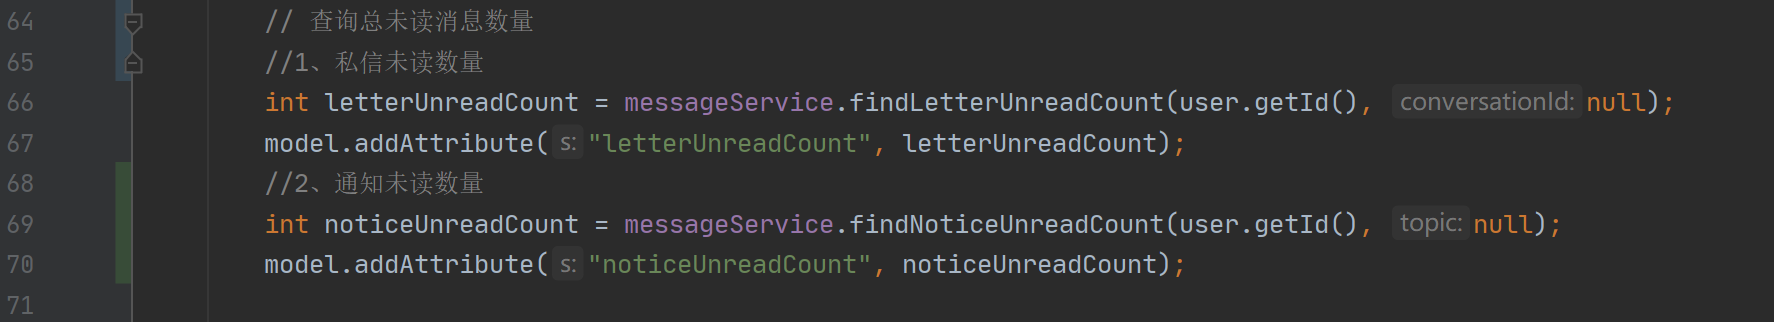 64 // 查询总未读消息数量
65 //1、私信未读数量
66 int letterUnreadCount = messageService.findLetterUnreadCount(user.getId(), conversationId: null);
67 model.addAttribute( s: "letterUnreadCount", letterUnreadCount);
68 //2、通知未读数量
69 int noticeUnreadCount = messageService.findNoticeUnreadCount(user.getId(), topic: null);
70 model.addAttribute( s: "noticeUnreadCount", noticeUnreadCount);
71